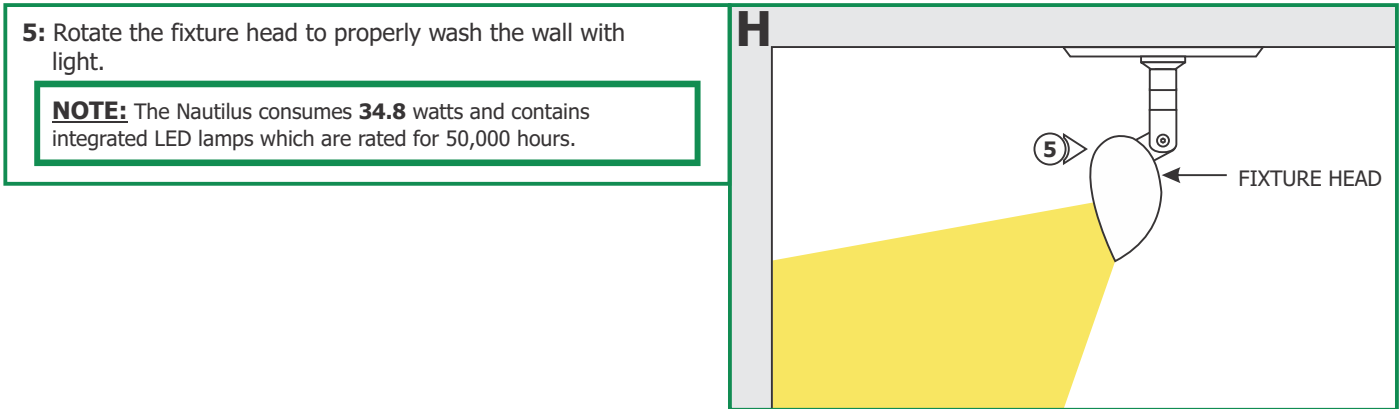 5: Rotate the fixture head to properly wash the wall with
light.
NOTE: The Nautilus consumes 34.8 watts and contains
integrated LED lamps which are rated for 50,000 hours.
H
5
FIXTURE HEAD